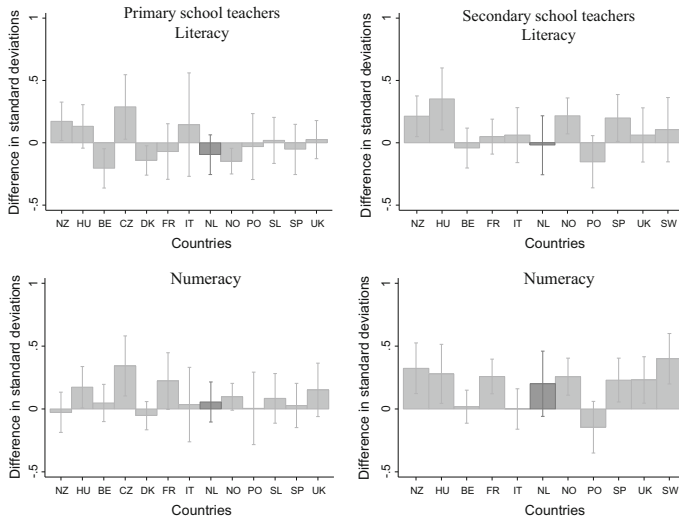 Primary school teachers
Literacy
Difference in standard deviations
1
.5
0
-.5
NZ HU BE CZ DK FR IT NL NO PO SL SP UK
Countries
Secondary school teachers
Literacy
Difference in standard deviations
1
.5
0
-.5
NZ HU BE FR IT NL NO PO SP UK SW
Countries
Numeracy
Difference in standard deviations
1
.5
0
-.5
NZ HU BE CZ DK FR IT NL NO PO SL SP UK
Countries
Numeracy
Difference in standard deviations
1
.5
0
-.5
NZ HU BE FR IT NL NO PO SP UK SW
Countries